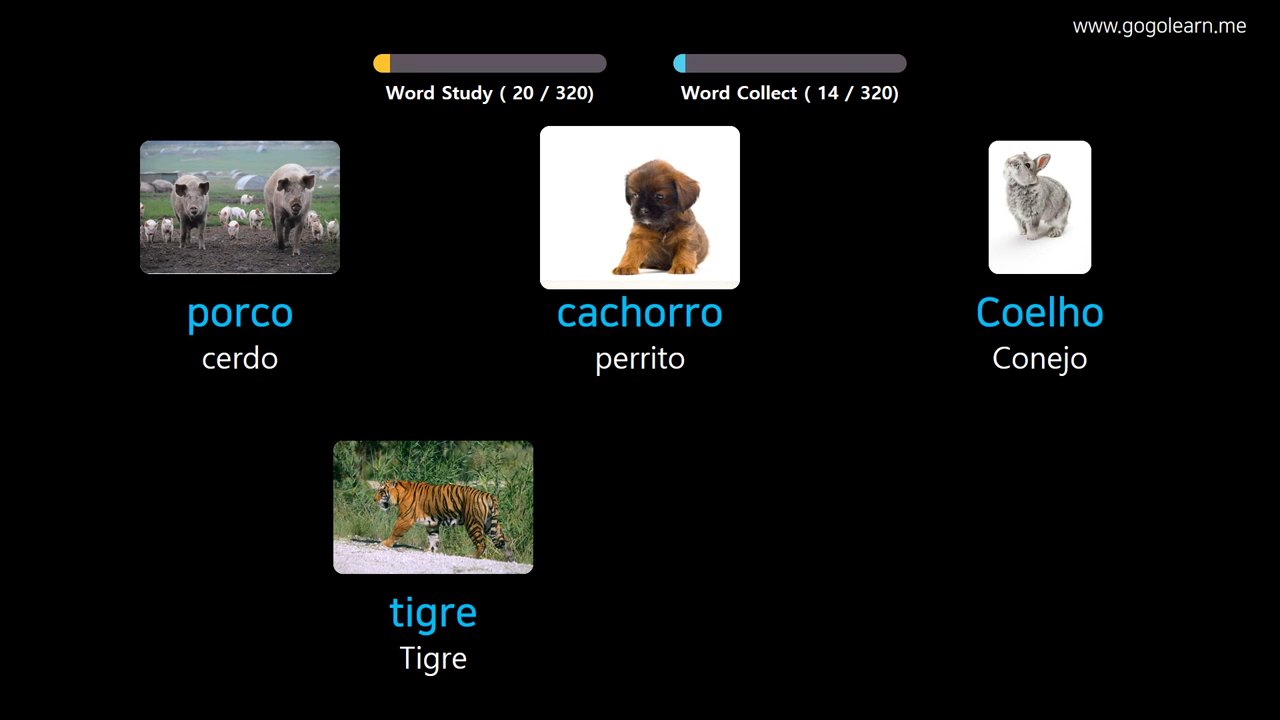 www.gogolearn.me
Word Study ( 20 / 320)
Word Collect ( 14 / 320)
porco
cerdo
cachorro
perrito
Coelho
Conejo
tigre
Tigre